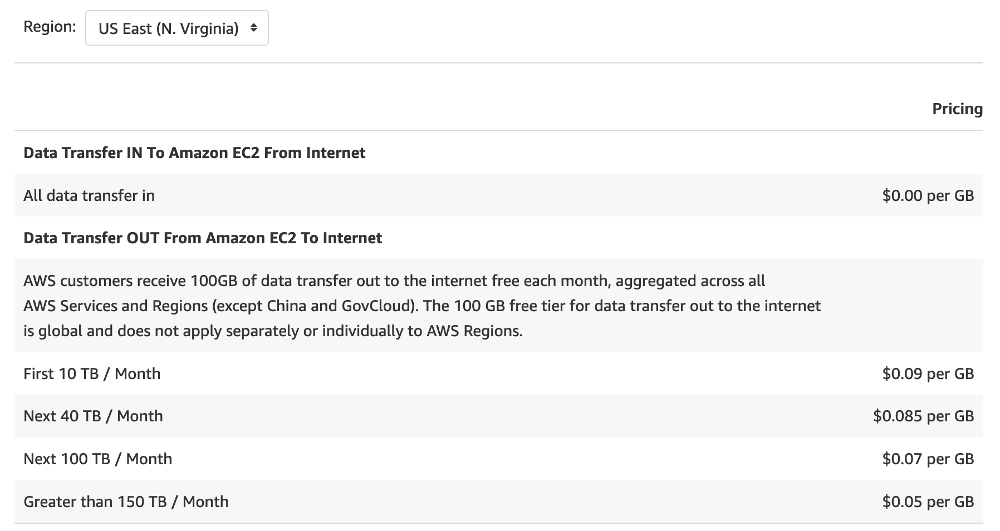 Region: US East (N. Virginia)
Pricing
Data Transfer IN To Amazon EC2 From Internet
All data transfer in $0.00 per GB
Data Transfer OUT From Amazon EC2 To Internet
AWS customers receive 100GB of data transfer out to the internet free each month, aggregated across all
AWS Services and Regions (except China and GovCloud). The 100 GB free tier for data transfer out to the internet
is global and does not apply separately or individually to AWS Regions.
First 10 TB / Month $0.09 per GB
Next 40 TB / Month $0.085 per GB
Next 100 TB / Month $0.07 per GB
Greater than 150 TB / Month $0.05 per GB